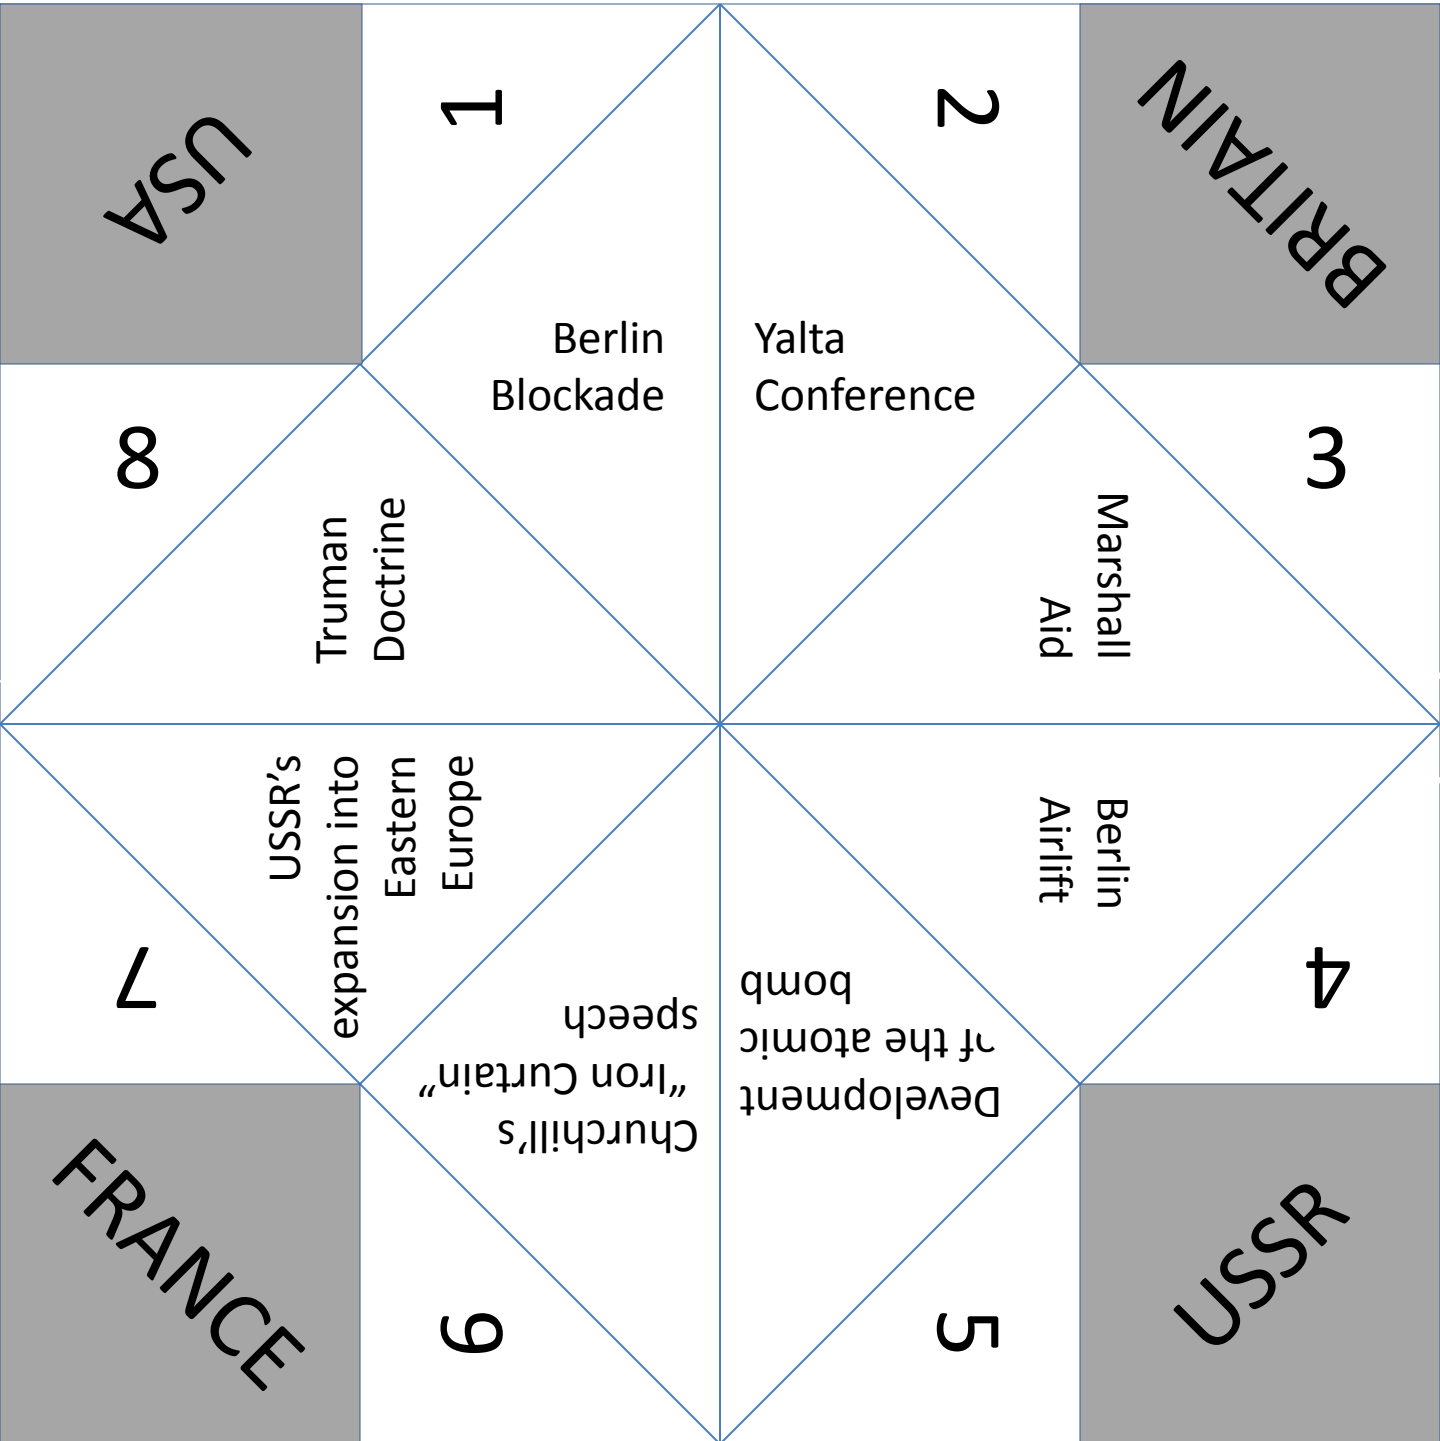 USA
1
2
BRITAIN
Berlin
Blockade
Yalta
Conference
8
3
Truman
Doctrine
Marshall
Aid
USSR’s
expansion into
Eastern
Europe
Berlin
Airlift
7
4
Churchill’s
“Iron Curtain”
speech
Development
of the atomic
bomb
FRANCE
6
5
USSR